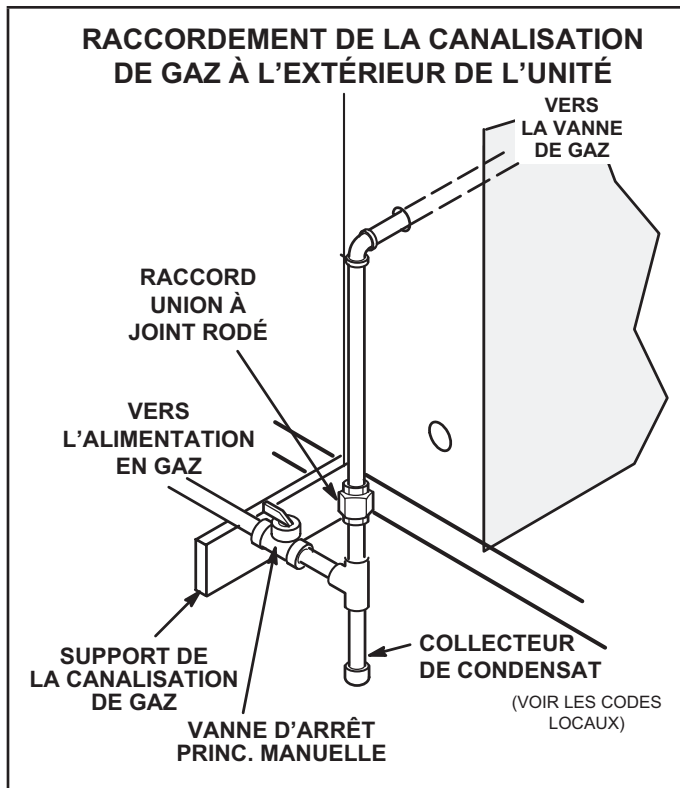 RACCORDEMENT DE LA CANALISATION
DE GAZ À L’EXTÉRIEUR DE L’UNITÉ
VERS
LA VANNE
DE GAZ
RACCORD
UNION À
JOINT RODÉ
VERS
L’ALIMENTATION
EN GAZ
SUPPORT DE
LA CANALISATION
DE GAZ
VANNE D’ARRÊT
PRINC. MANUELLE
COLLECTEUR
DE CONDENSAT
(VOIR LES CODES
LOCAUX)